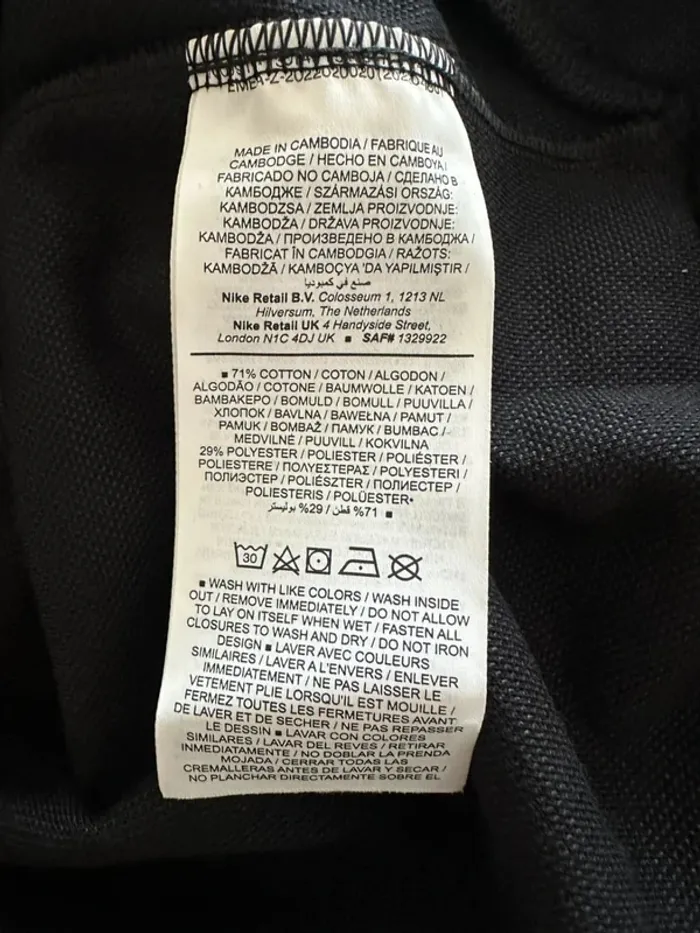 MADE IN CAMBODIA / FABRIQUE AU
CAMBODGE / HECHO EN CAMBOYA/
FABRICADO NO CAMBOJA / СДЕЛАНО В
КАМБОДЖЕ / SZÁRMAZÁSI ORSZÁG:
KAMBODZSA / ZEMLJA PROIZVODNJE:
KAMBODŽA / DRŽAVA PROIZVODNJE:
KAMBODŽA / ПРОИЗВЕДЕНО В КАМБОДЖА /
FABRICAT ÎN CAMBODGIA / RAŽOTS:
KAMBODŽĀ / KAMBOÇYA 'DA YAPILMIŞTIR /
صنع في كمبوديا
Nike Retail B.V. Colosseum 1, 1213 NL
Hilversum, The Netherlands
Nike Retail UK 4 Handyside Street,
London N1C 4DJ UK ■ SAF# 1329922
■ 71% COTTON / COTON / ALGODON /
ALGODÃO / COTONE / BAUMWOLLE / KATOEN /
ΒΑΜΒΑΚΕΡΟ / BOMULD / BOMULL / PUUVILLA /
ХЛОПОК / BAVLNA / BAWEŁNA / PAMUT /
PAMUK / BOMBAŽ / ПАМУК / BUMBAC /
MEDVILNĖ / PUUVILL / KOKVILNA
29% POLYESTER / POLIESTER / POLIÉSTER /
POLIESTERE / ΠΟΛΥΕΣΤΕΡΑΣ / POLYESTERI /
ПОЛИЭСТЕР / POLIÉSZTER / ПОЛИЕСТЕР /
POLIESTERIS / POLÜESTER
71% قطن / 29% بوليستر ■
30
■ WASH WITH LIKE COLORS / WASH INSIDE
OUT / REMOVE IMMEDIATELY / DO NOT ALLOW
TO LAY ON ITSELF WHEN WET / FASTEN ALL
CLOSURES TO WASH AND DRY / DO NOT IRON
DESIGN ■ LAVER AVEC COULEURS
SIMILAIRES / LAVER A L'ENVERS / ENLEVER
IMMEDIATEMENT / NE PAS LAISSER LE
VETEMENT PLIE LORSQU'IL EST MOUILLE /
FERMEZ TOUTES LES FERMETURES AVANT
DE LAVER ET DE SECHER / NE PAS REPASSER
LE DESSIN ■ LAVAR CON COLORES
SIMILARES / LAVAR DEL REVES / RETIRAR
INMEDIATAMENTE / NO DOBLAR LA PRENDA
MOJADA / CERRAR TODAS LAS
CREMALLERAS ANTES DE LAVAR Y SECAR /
NO PLANCHAR DIRECTAMENTE SOBRE EL